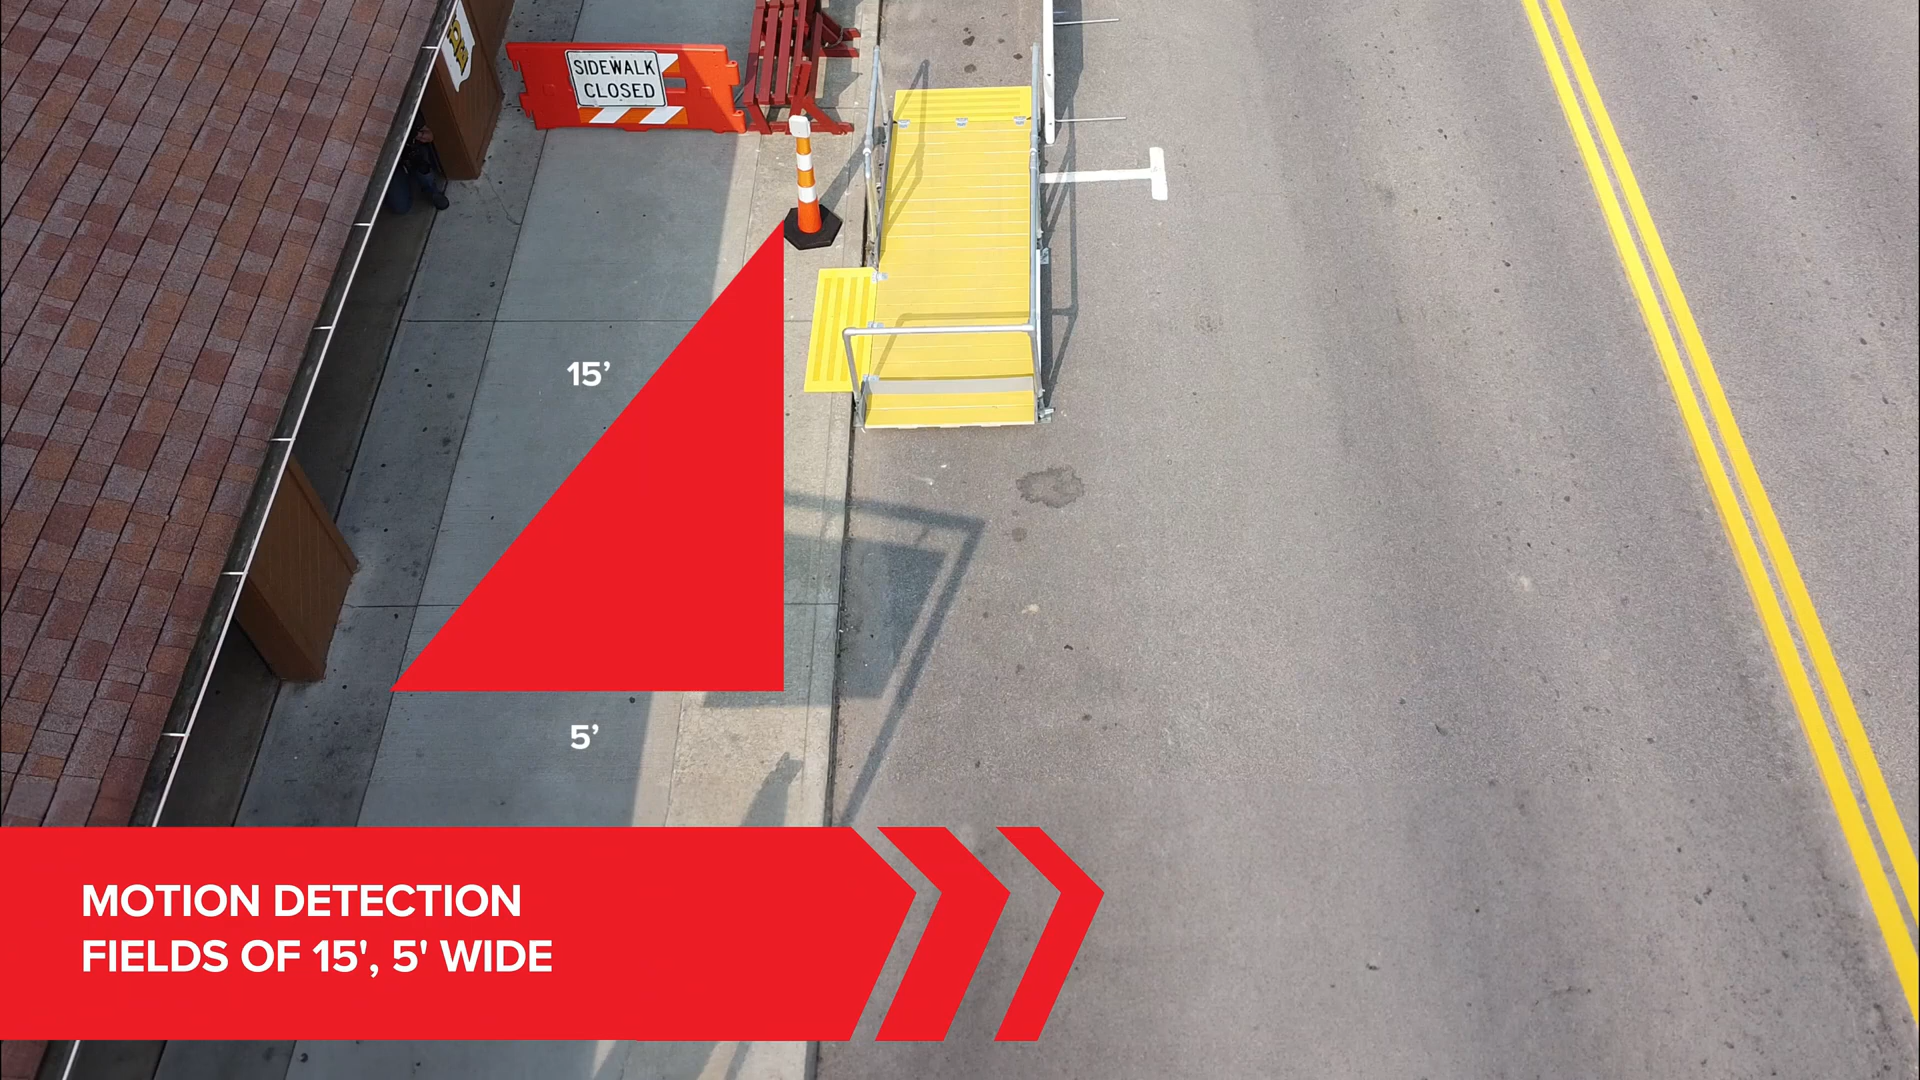 SIDEWALK
CLOSED
15’
5’
MOTION DETECTION
FIELDS OF 15', 5' WIDE